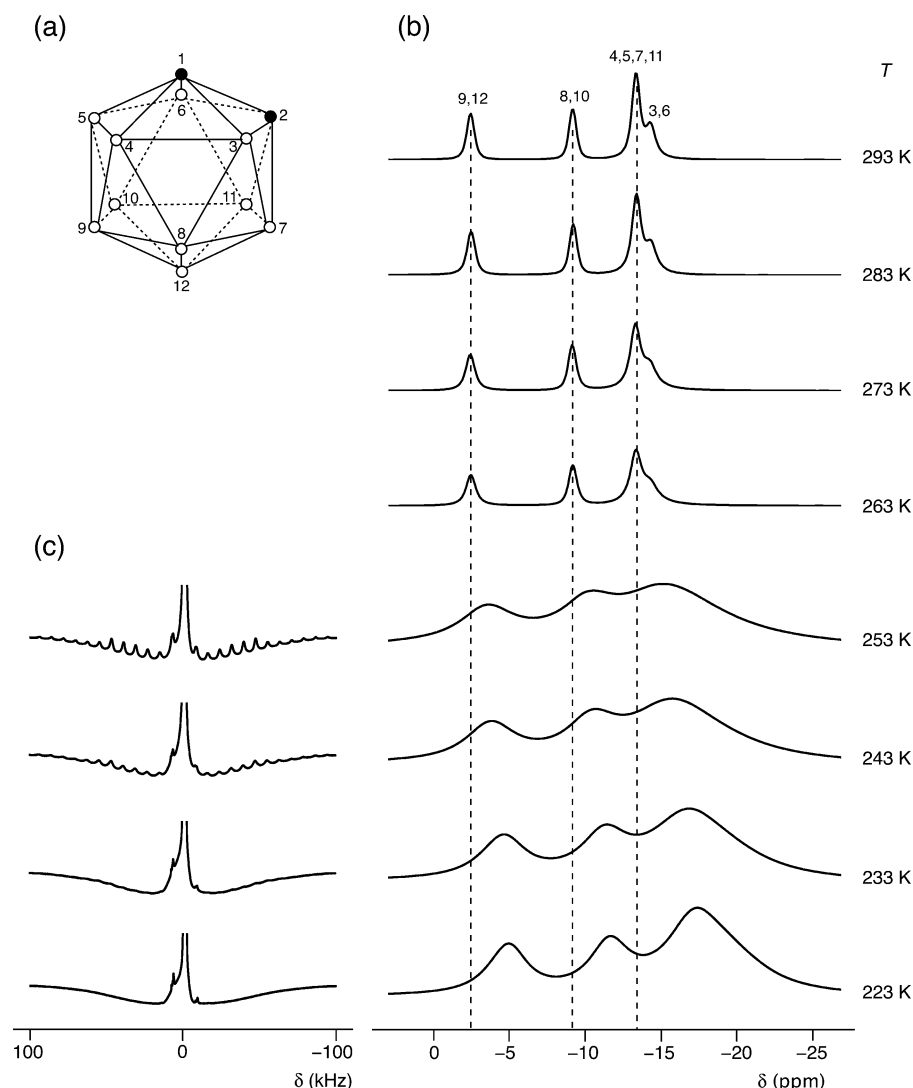 (a)
(b)
1
6
5
2
4
3
10
11
9
7
8
12
4,5,7,11
9,12
8,10
3,6
T
293 K
283 K
273 K
263 K
(c)
253 K
243 K
233 K
223 K
100
0
−100
δ (kHz)
0
−5
−10
−15
−20
−25
δ (ppm)